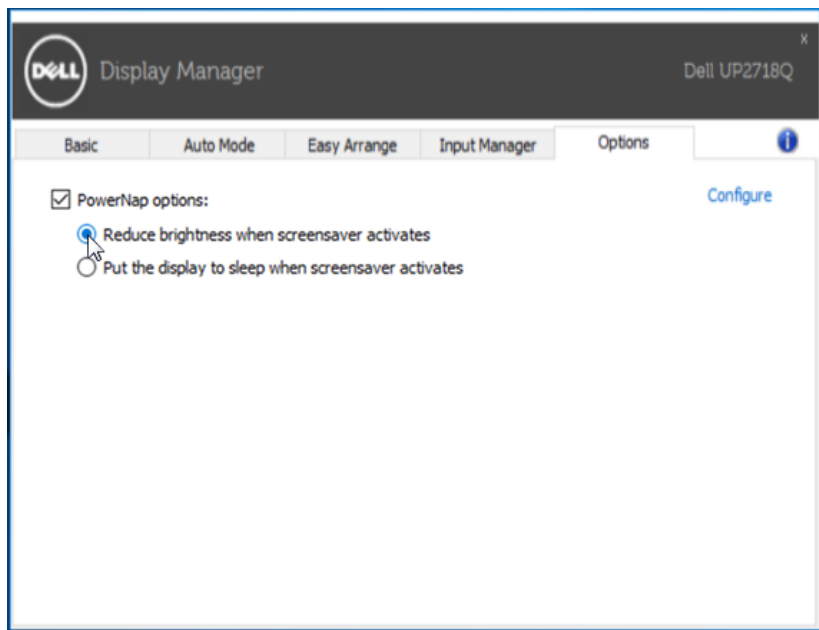 x
DELL Display Manager Dell UP2718Q
Basic Auto Mode Easy Arrange Input Manager Options i
PowerNap options: Configure
Reduce brightness when screensaver activates
Put the display to sleep when screensaver activates